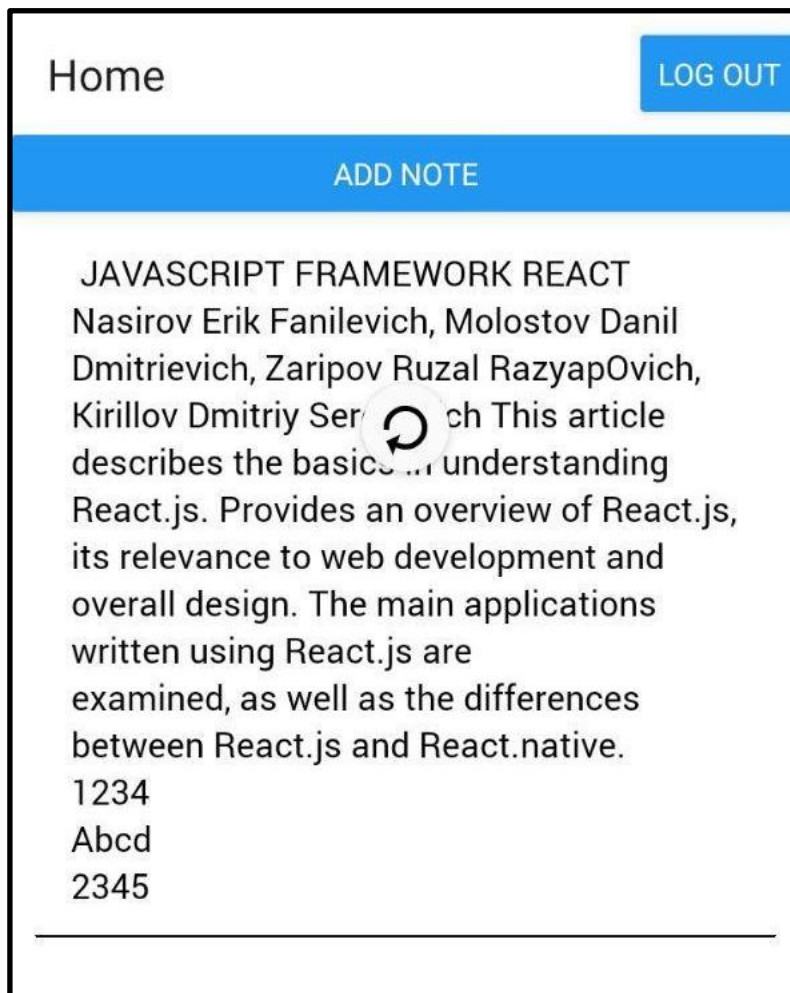 Home
LOG OUT
ADD NOTE
JAVASCRIPT FRAMEWORK REACT
Nasirov Erik Fanilevich, Molostov Danil
Dmitrievich, Zaripov Ruzal RazyapOvich,
Kirillov Dmitriy This article
describes the basics understanding
React.js. Provides an overview of React.js,
its relevance to web development and
overall design. The main applications
written using React.js are
examined, as well as the differences
between React.js and React.native.
1234
Abcd
2345